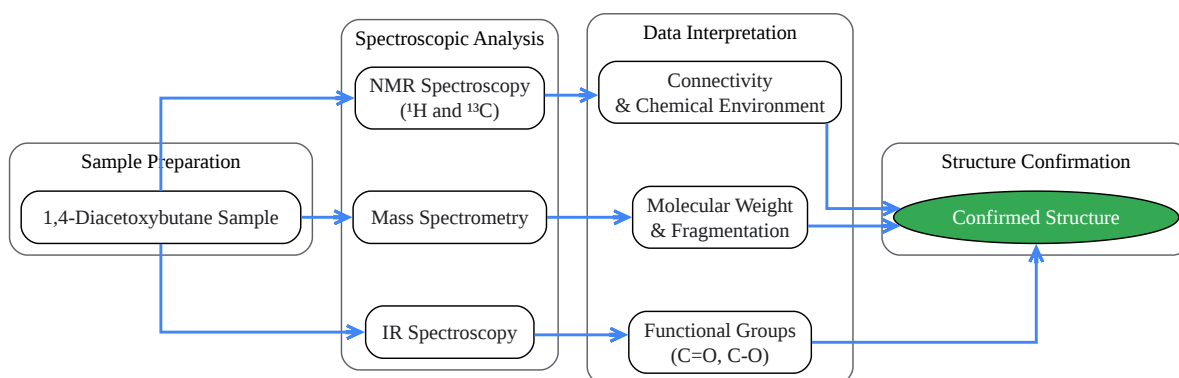 Sample Preparation
1,4-Diacetoxybutane Sample
Spectroscopic Analysis
NMR Spectroscopy
(¹H and ¹³C)
Mass Spectrometry
IR Spectroscopy
Data Interpretation
Connectivity
& Chemical Environment
Molecular Weight
& Fragmentation
Functional Groups
(C=O, C-O)
Structure Confirmation
Confirmed Structure